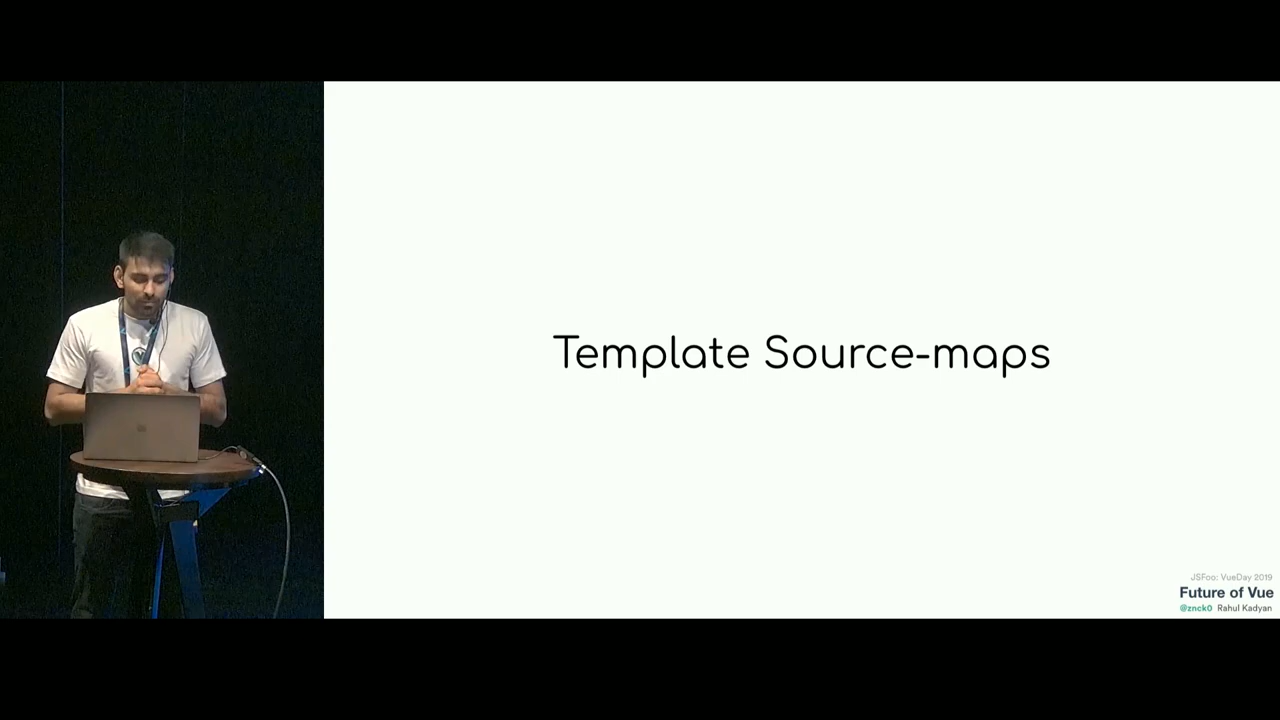 Template Source-maps
JSFoo: VueDay 2019
Future of Vue
@znck0 Rahul Kadyan